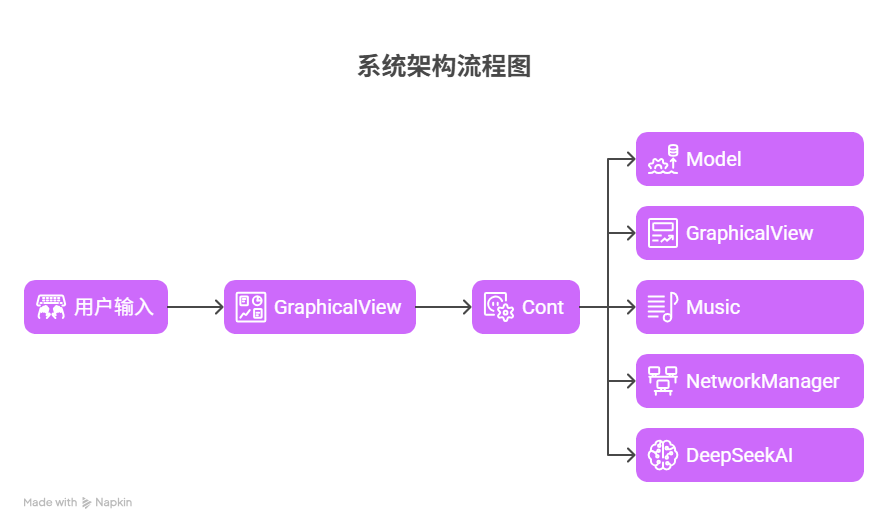 系统架构流程图
Model
GraphicalView
用户输入
GraphicalView
Cont
Music
NetworkManager
DeepSeekAI
Made with Napkin